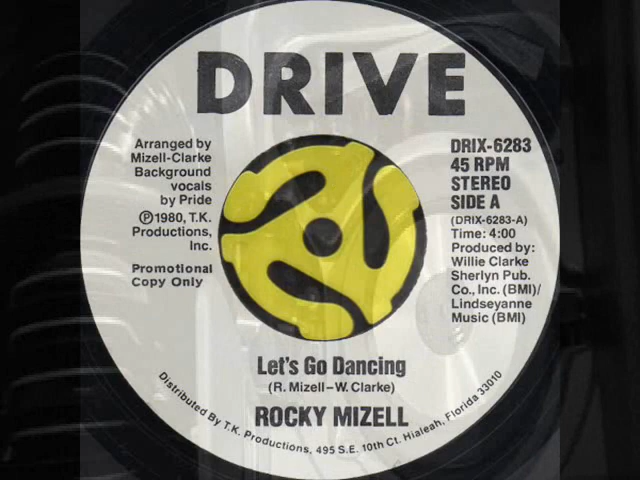 DRIVE
Arranged by
Mizell-Clarke
Background
vocals
by Pride
℗1980, T.K.
Productions,
Inc.
Promotional
Copy Only
DRIX-6283
45 RPM
STEREO
SIDE A
(DRIX-6283-A)
Time: 4:00
Produced by:
Willie Clarke
Sherlyn Pub.
Co., Inc. (BMI)/
Lindseyanne
Music (BMI)
Let's Go Dancing
(R. Mizell–W. Clarke)
ROCKY MIZELL
Distributed By T.K. Productions, 495 S.E. 10th Ct. Hialeah, Florida 33010